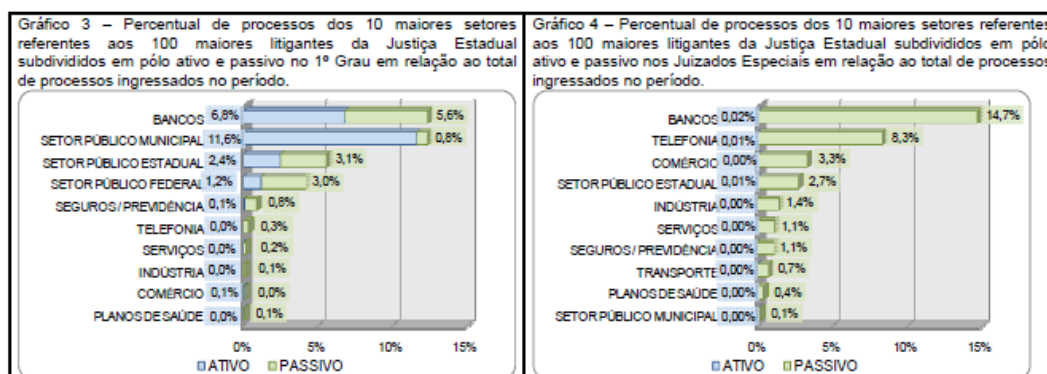 Gráfico 3 – Percentual de processos dos 10 maiores setores
referentes aos 100 maiores litigantes da Justiça Estadual
subdivididos em pólo ativo e passivo no 1º Grau em relação ao total
de processos ingressados no período.
BANCOS 6,8% 5,6%
SETOR PÚBLICO MUNICIPAL 11,6% 0,8%
SETOR PÚBLICO ESTADUAL 2,4% 3,1%
SETOR PÚBLICO FEDERAL 1,2% 3,0%
SEGUROS / PREVIDÊNCIA 0,1% 0,8%
TELEFONIA 0,0% 0,3%
SERVIÇOS 0,0% 0,2%
INDÚSTRIA 0,0% 0,1%
COMÉRCIO 0,1% 0,0%
PLANOS DE SAÚDE 0,0% 0,1%
0% 5% 10% 15%
ATIVO PASSIVO
Gráfico 4 – Percentual de processos dos 10 maiores setores referentes
aos 100 maiores litigantes da Justiça Estadual subdivididos em pólo
ativo e passivo nos Juizados Especiais em relação ao total de processos
ingressados no período.
BANCOS 0,02% 14,7%
TELEFONIA 0,01% 8,3%
COMÉRCIO 0,00% 3,3%
SETOR PÚBLICO ESTADUAL 0,01% 2,7%
INDÚSTRIA 0,00% 1,4%
SERVIÇOS 0,00% 1,1%
SEGUROS / PREVIDÊNCIA 0,00% 1,1%
TRANSPORTE 0,00% 0,7%
PLANOS DE SAÚDE 0,00% 0,4%
SETOR PÚBLICO MUNICIPAL 0,00% 0,1%
0% 5% 10% 15%
ATIVO PASSIVO